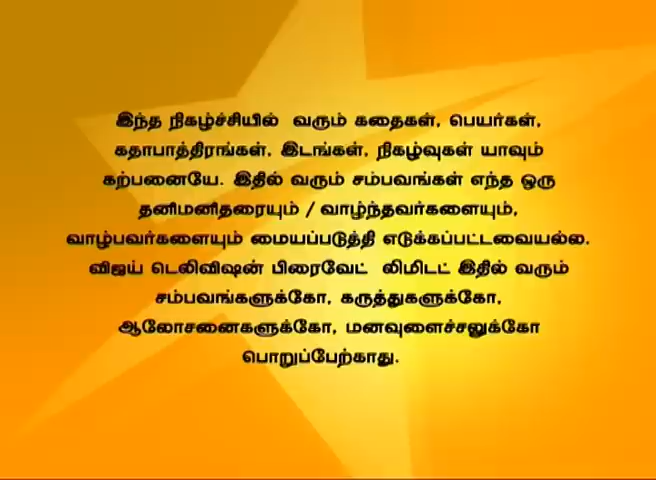 இந்த நிகழ்ச்சியில் வரும் கதைகள், பெயர்கள்,
கதாபாத்திரங்கள், இடங்கள், நிகழ்வுகள் யாவும்
கற்பனையே. இதில் வரும் சம்பவங்கள் எந்த ஒரு
தனிமனிதரையும் / வாழ்ந்தவர்களையும்,
வாழ்பவர்களையும் மையப்படுத்தி எடுக்கப்பட்டவையல்ல.
விஜய் டெலிவிஷன் பிரைவேட் லிமிடட் இதில் வரும்
சம்பவங்களுக்கோ, கருத்துகளுக்கோ,
ஆலோசனைகளுக்கோ, மனவுளைச்சலுக்கோ
பொறுப்பேற்காது.